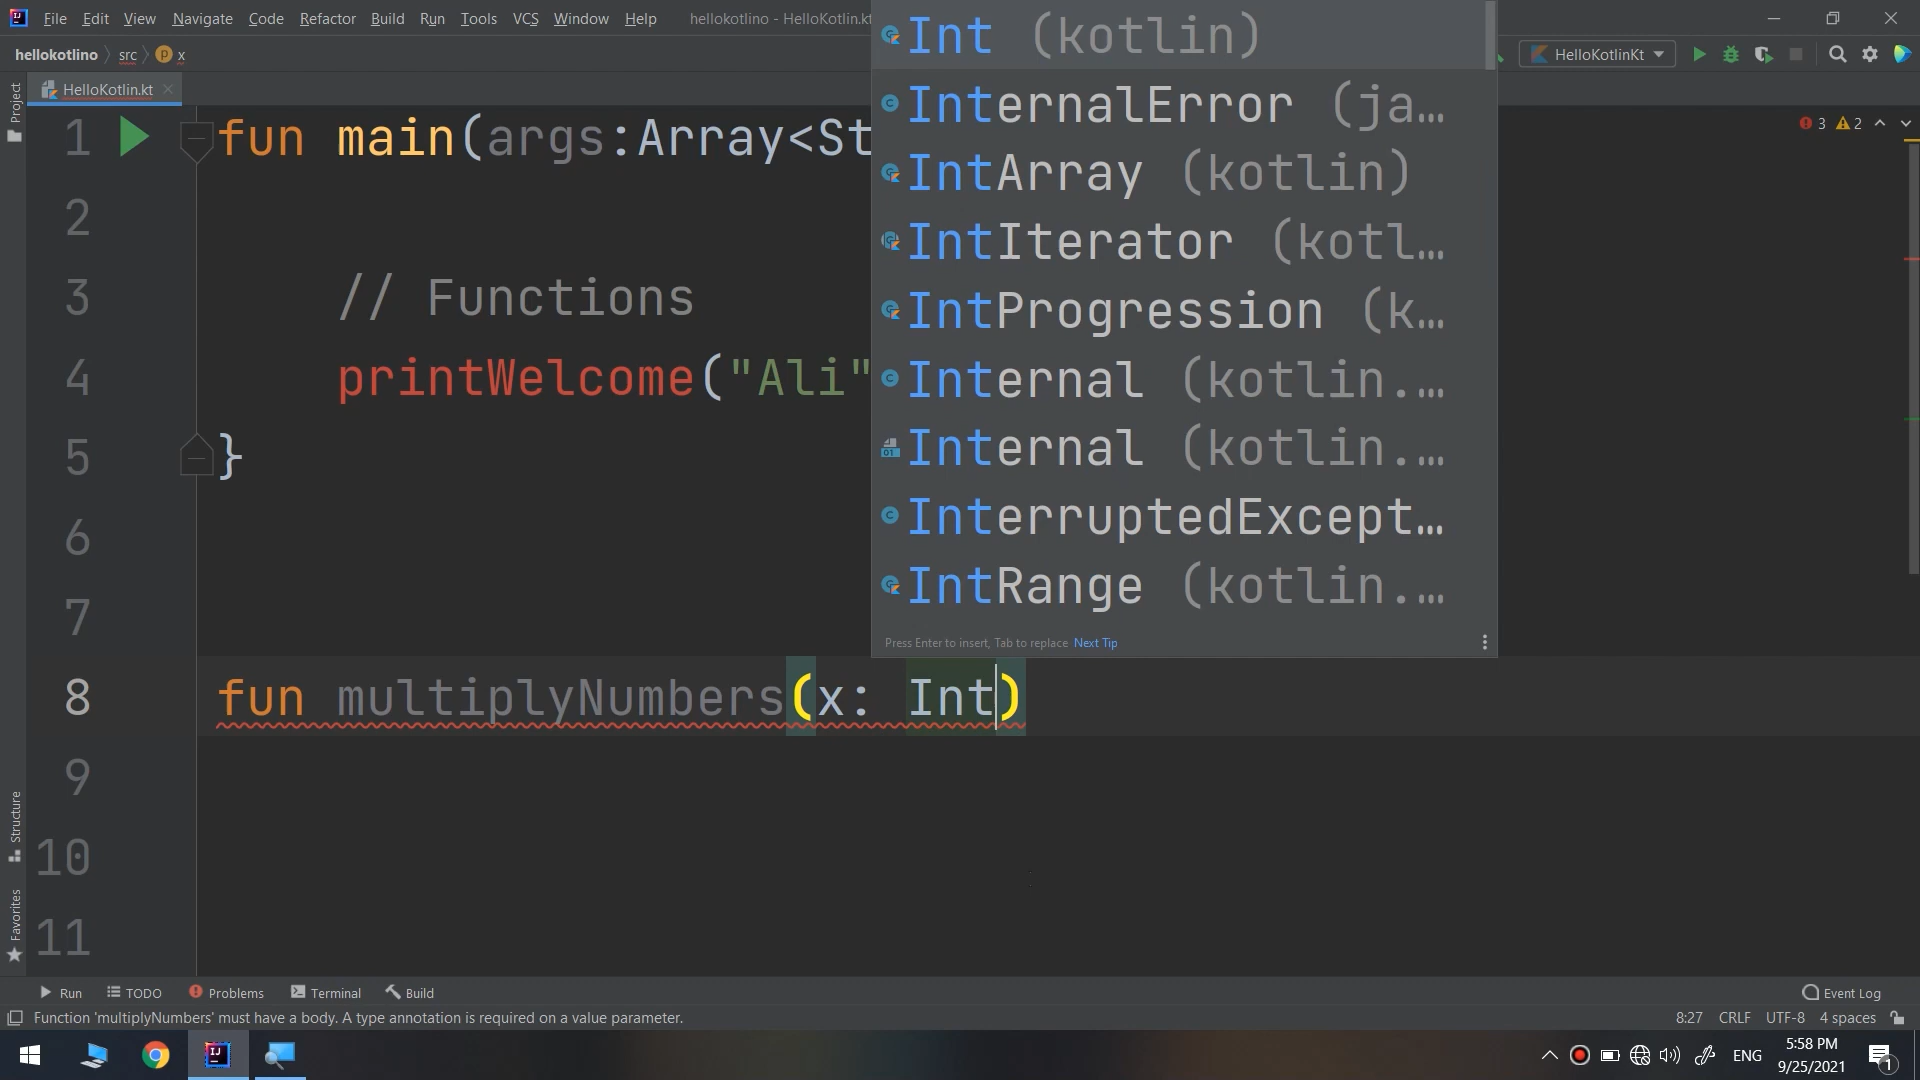 File Edit View Navigate Code Refactor Build Run Tools VCS Window Help hellokotlino - HelloKotlin.kt
hellokotlino src x
HelloKotlinKt
HelloKotlin.kt
Project
1 fun main(args:Array<St
2
3 // Functions
4 printWelcome("Ali"
5 }
6
7
8 fun multiplyNumbers(x: Int)
9
10
11
Int (kotlin)
InternalError (ja…
IntArray (kotlin)
IntIterator (kotl…
IntProgression (k…
Internal (kotlin.…
Internal (kotlin.…
InterruptedExcept…
IntRange (kotlin.…
Press Enter to insert, Tab to replace Next Tip
3 2
Structure
Favorites
Run TODO Problems Terminal Build Event Log
Function 'multiplyNumbers' must have a body. A type annotation is required on a value parameter. 8:27 CRLF UTF-8 4 spaces
ENG
5:58 PM
9/25/2021
1